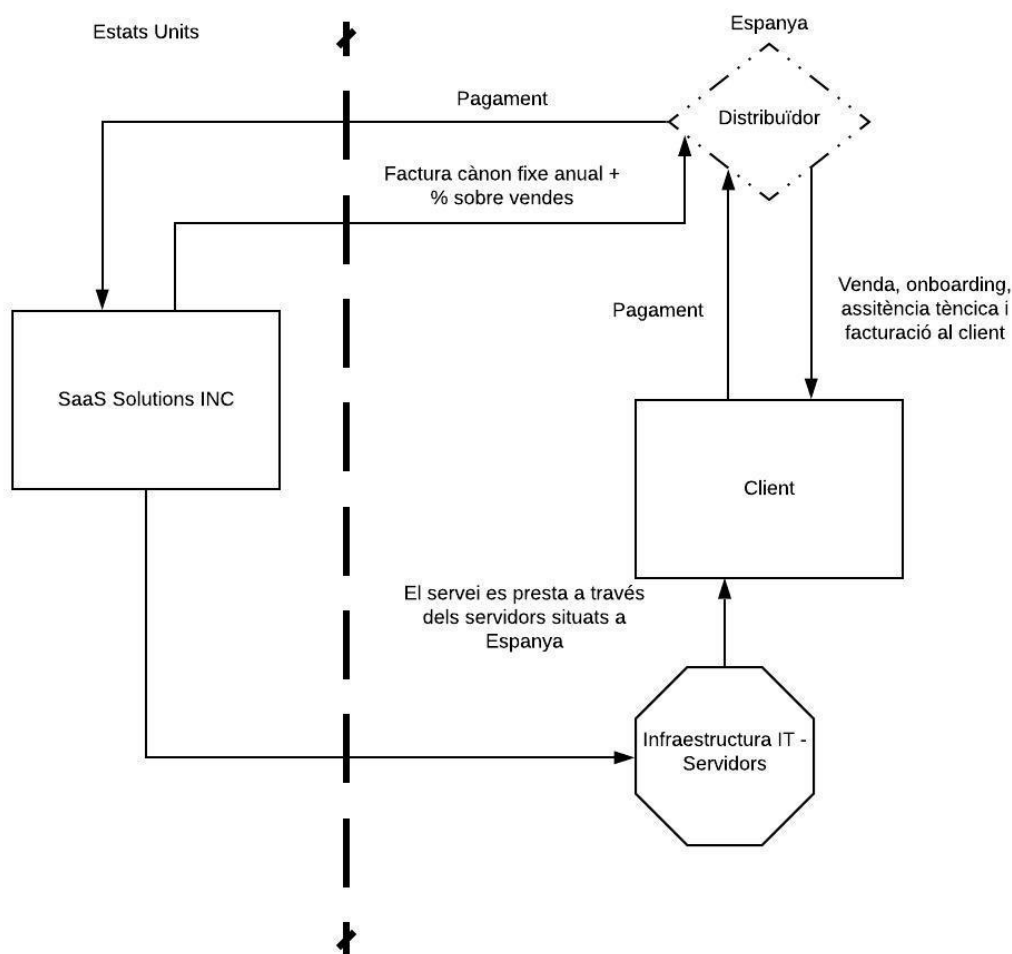 Estats Units
Espanya
Pagament
Distribuïdor
Factura cànon fixe anual +
% sobre vendes
Venda, onboarding,
assitència tèncica i
facturació al client
Pagament
SaaS Solutions INC
Client
El servei es presta a través
dels servidors situats a
Espanya
Infraestructura IT -
Servidors